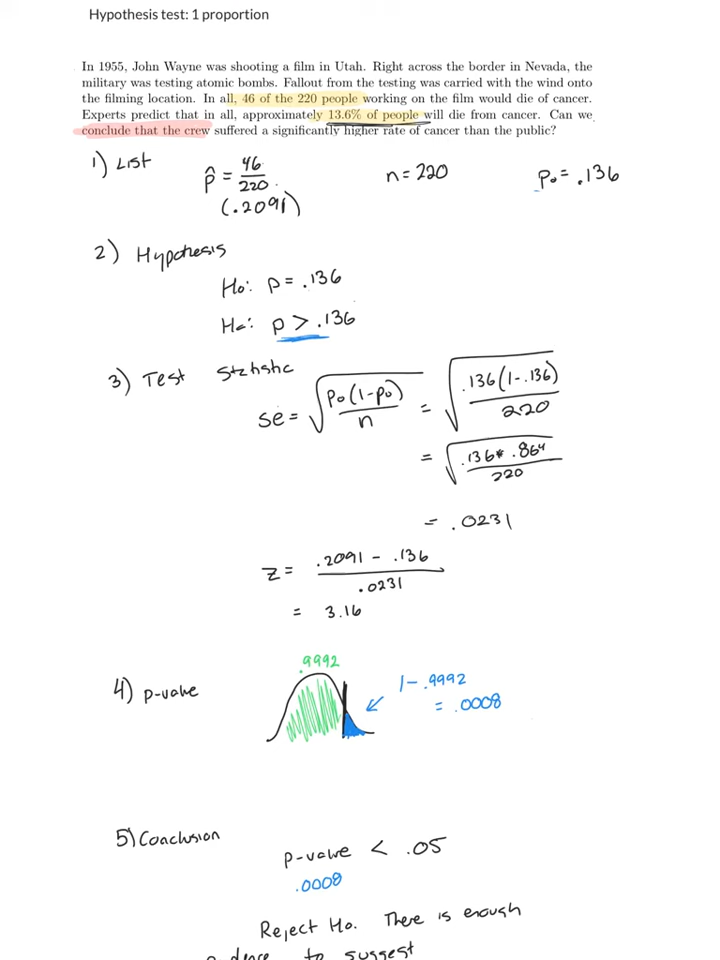 Hypothesis test: 1 proportion
In 1955, John Wayne was shooting a film in Utah. Right across the border in Nevada, the
military was testing atomic bombs. Fallout from the testing was carried with the wind onto
the filming location. In all, 46 of the 220 people working on the film would die of cancer.
Experts predict that in all, approximately 13.6% of people will die from cancer. Can we
conclude that the crew suffered a significantly higher rate of cancer than the public?
1) List p̂ = 46/220 n = 220 p₀ = .136
(.2091)
2) Hypothesis
H₀: p = .136
Ha: p > .136
3) Test Statistic
se = √(p₀(1-p₀)/n) = √(.136(1-.136)/220)
= √(.136* .864/220)
= .0231
z = (.2091 - .136)/.0231
= 3.16
.9992
4) p-value 1-.9992
= .0008
5) Conclusion
p-value < .05
.0008
Reject Ho. There is enough
to suggest